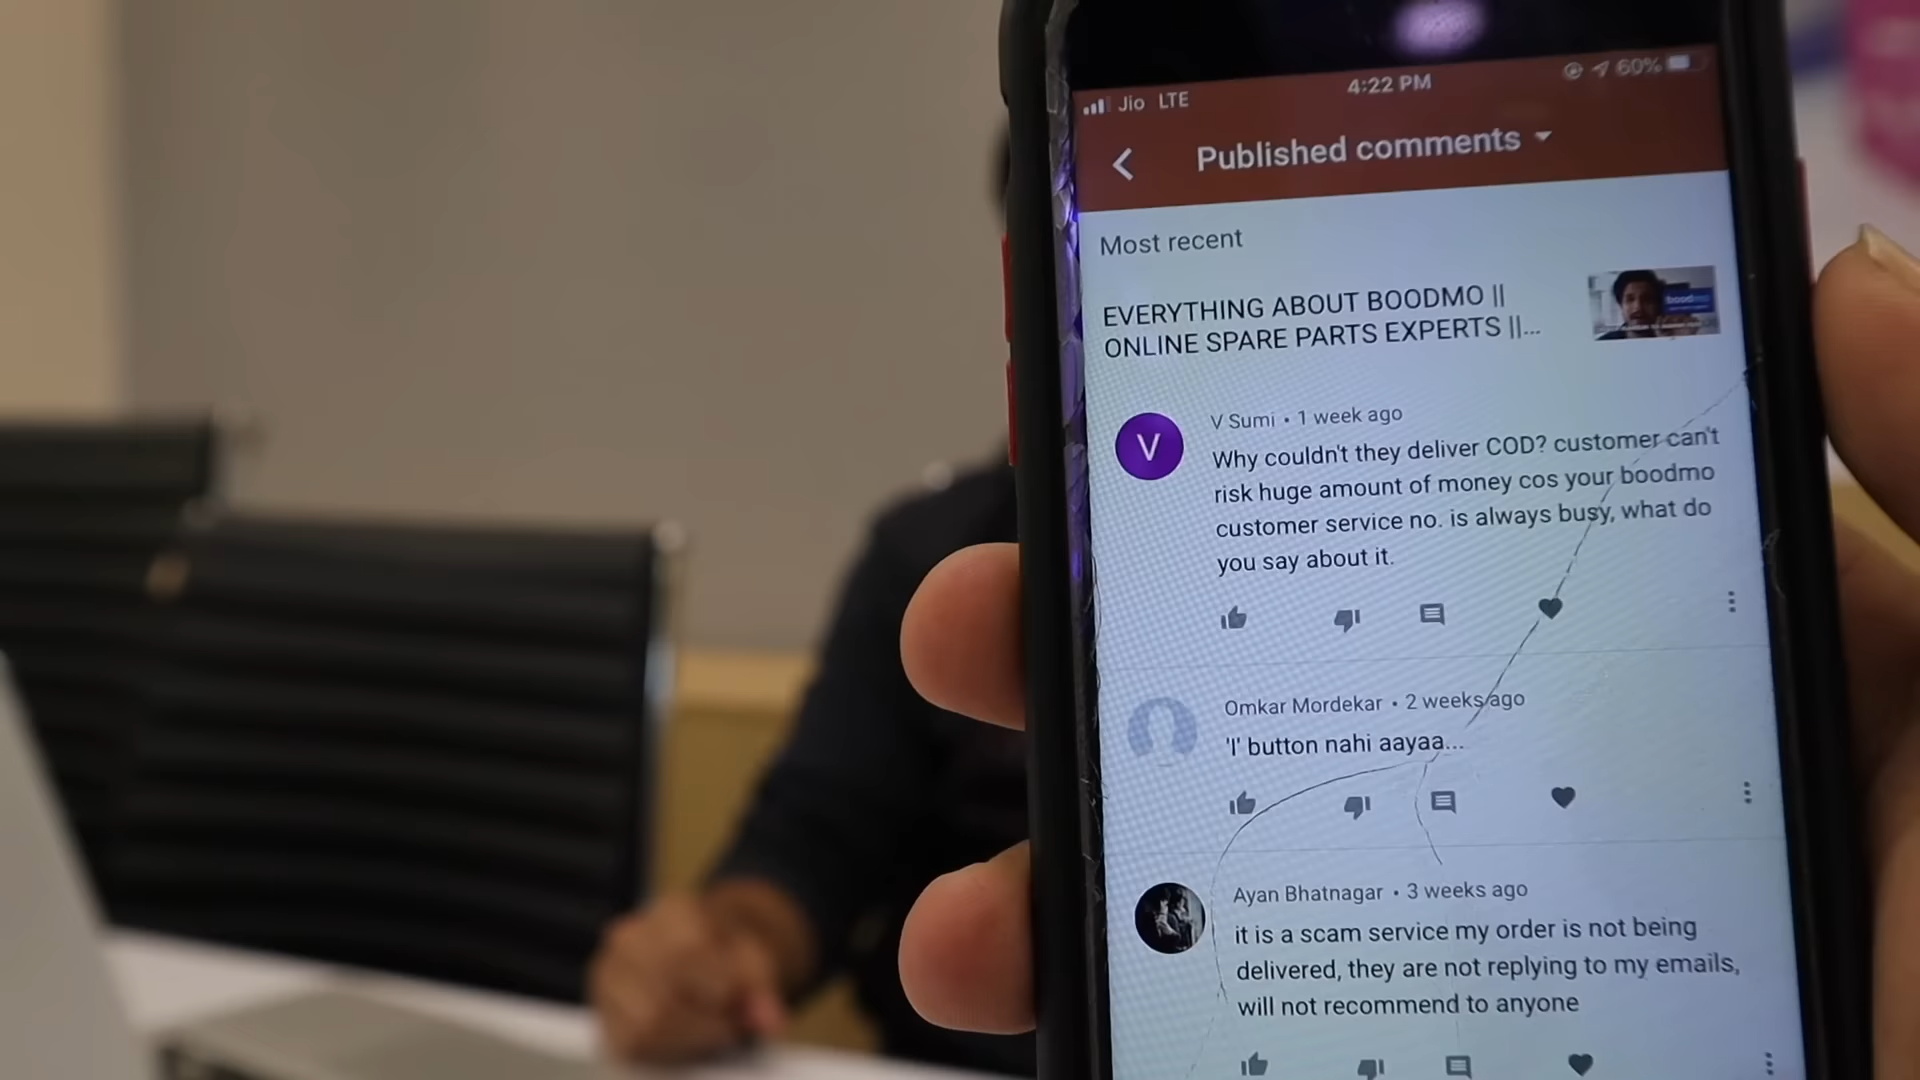 Jio LTE 4:22 PM 60%
Published comments
Most recent
EVERYTHING ABOUT BOODMO ||
ONLINE SPARE PARTS EXPERTS ||...
V
V Sumi • 1 week ago
Why couldn't they deliver COD? customer can't
risk huge amount of money cos your boodmo
customer service no. is always busy, what do
you say about it.
Omkar Mordekar • 2 weeks ago
'I' button nahi aayaa...
Ayan Bhatnagar • 3 weeks ago
it is a scam service my order is not being
delivered, they are not replying to my emails,
will not recommend to anyone